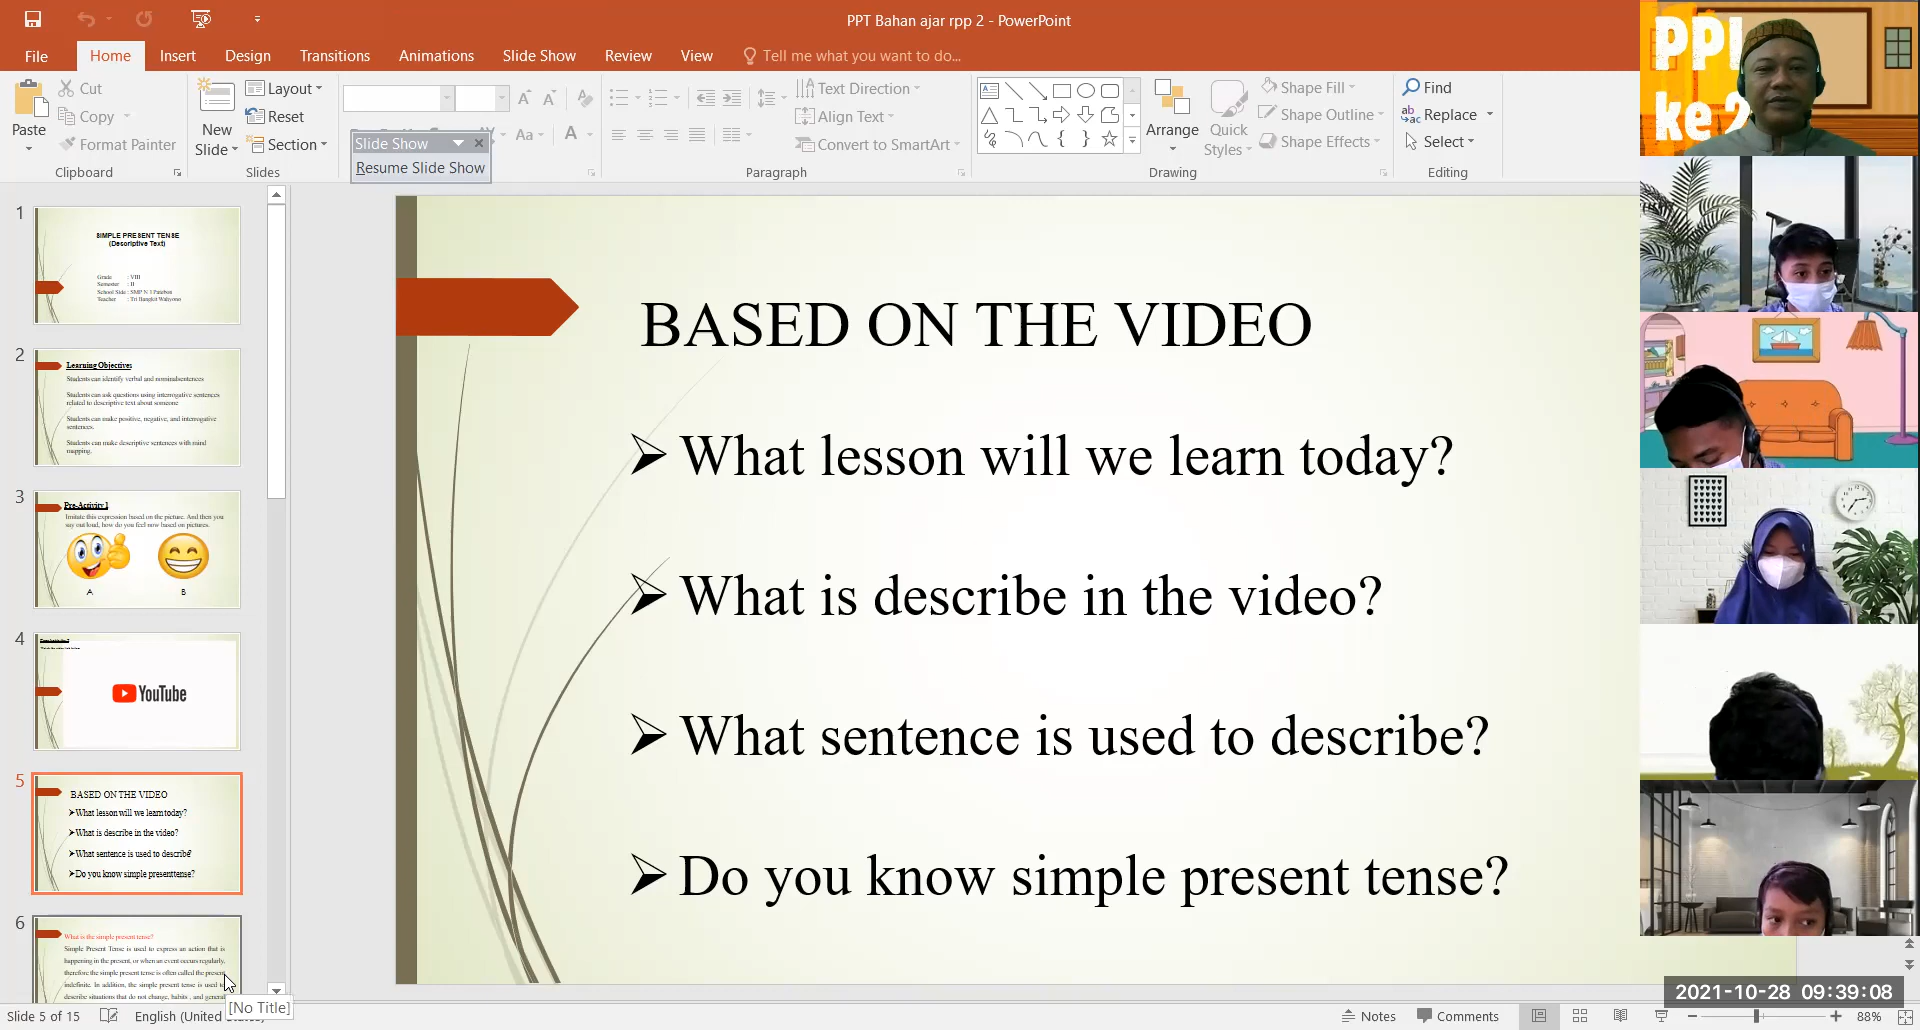 PPT Bahan ajar rpp 2 - PowerPoint
File Home Insert Design Transitions Animations Slide Show Review View Tell me what you want to do...
Paste
Cut
Copy
Format Painter
Clipboard
New
Slide
Layout
Reset
Section
Slides
Slide Show
Resume Slide Show
Aa
A
Text Direction
Align Text
Convert to SmartArt
Paragraph
Arrange
Quick
Styles
Shape Fill
Shape Outline
Shape Effects
Drawing
Find
Replace
Select
Editing
PPL
ke 2
1
SIMPLE PRESENT TENSE
(Descriptive Text)
Grade : VIII
Semester : II
2
Learning Objectives
Students can identify verbal and nominal sentences
Students can ask questions using interrogative sentences
related to descriptive text about someone
Students can make positive, negative, and interrogative
sentences.
Students can make descriptive sentences with mind
mapping.
3
Pre-Activity 1
Imitate this expression based on the picture. And then you
say out loud, how do you feel now based on pictures.
A B
4
YouTube
5
BASED ON THE VIDEO
What lesson will we learn today?
What is describe in the video?
What sentence is used to describe?
Do you know simple present tense?
6
What is the simple present tense?
Simple Present Tense is used to express an action that is
happening in the present, or when an event occurs regularly,
therefore the simple present tense is often called the present
indefinite. In addition, the simple present tense is used to
describe situations that do not change, habits , and general
[No Title]
BASED ON THE VIDEO
What lesson will we learn today?
What is describe in the video?
What sentence is used to describe?
Do you know simple present tense?
2021-10-28 09:39:08
Slide 5 of 15 English (United
Notes Comments 88%